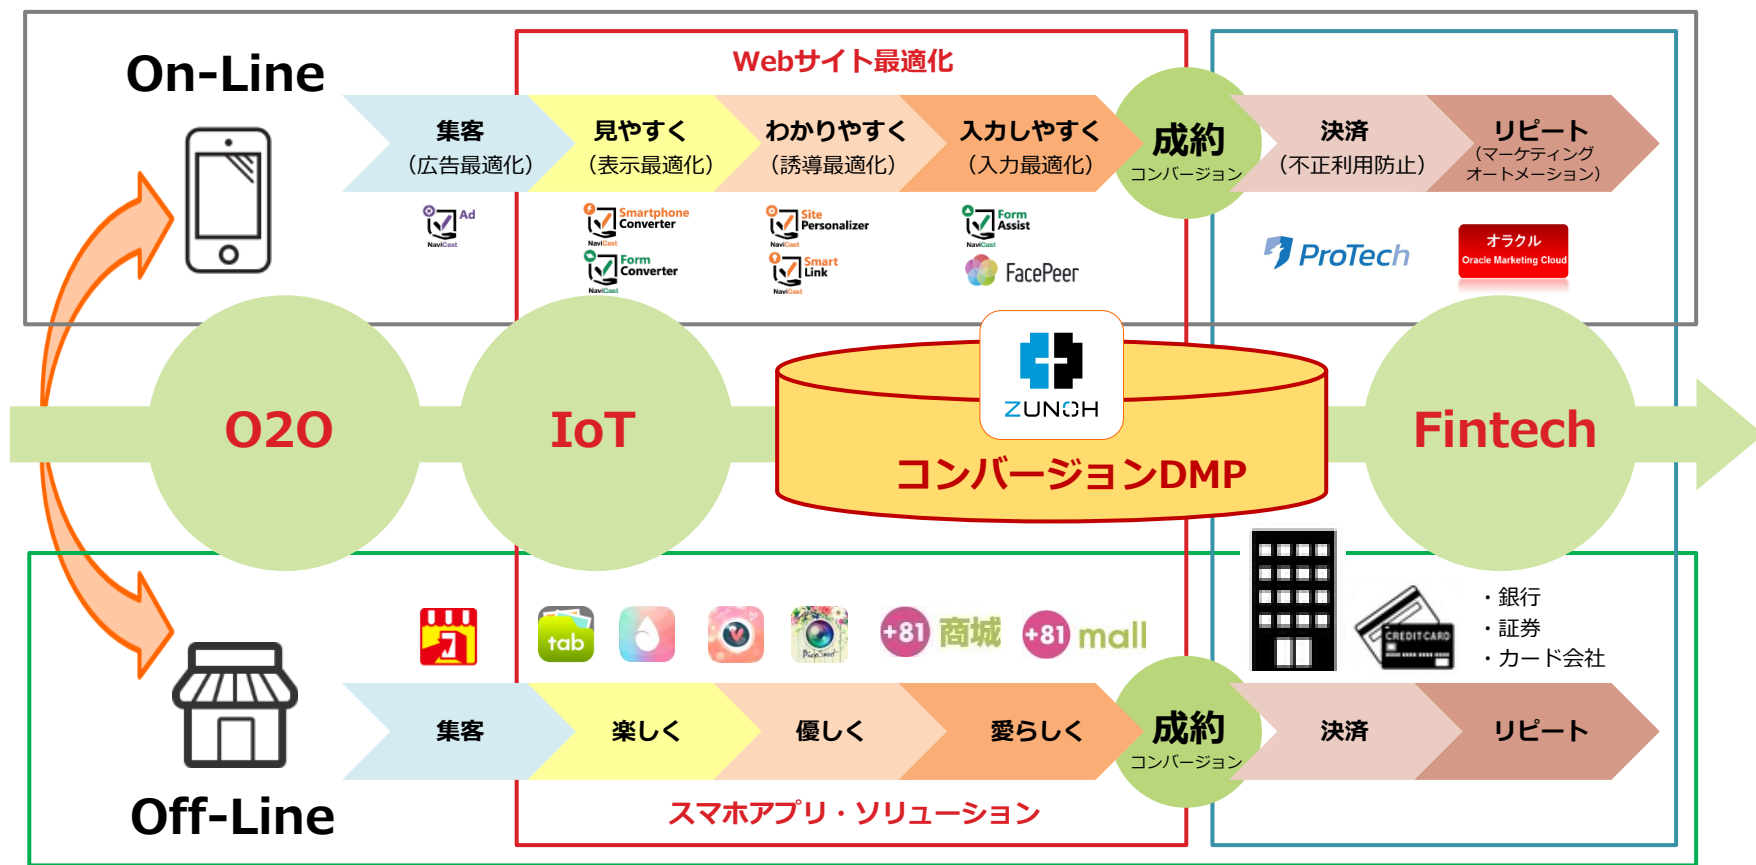 On-Line
Webサイト最適化
集客
（広告最適化）
見やすく
（表示最適化）
わかりやすく
（誘導最適化）
入力しやすく
（入力最適化）
成約
コンバージョン
決済
（不正利用防止）
リピート
（マーケティング
オートメーション）
Ad
NaviCast
Smartphone
Converter
NaviCast
Site
Personalizer
NaviCast
Form
Assist
NaviCast
Form
Converter
NaviCast
Smart
Link
NaviCast
FacePeer
ProTech
オラクル
Oracle Marketing Cloud
O2O
IoT
ZUNOH
コンバージョンDMP
Fintech
tab
+81 商城
+81 mall
CREDIT CARD
・銀行
・証券
・カード会社
集客
楽しく
優しく
愛らしく
成約
コンバージョン
決済
リピート
Off-Line
スマホアプリ・ソリューション